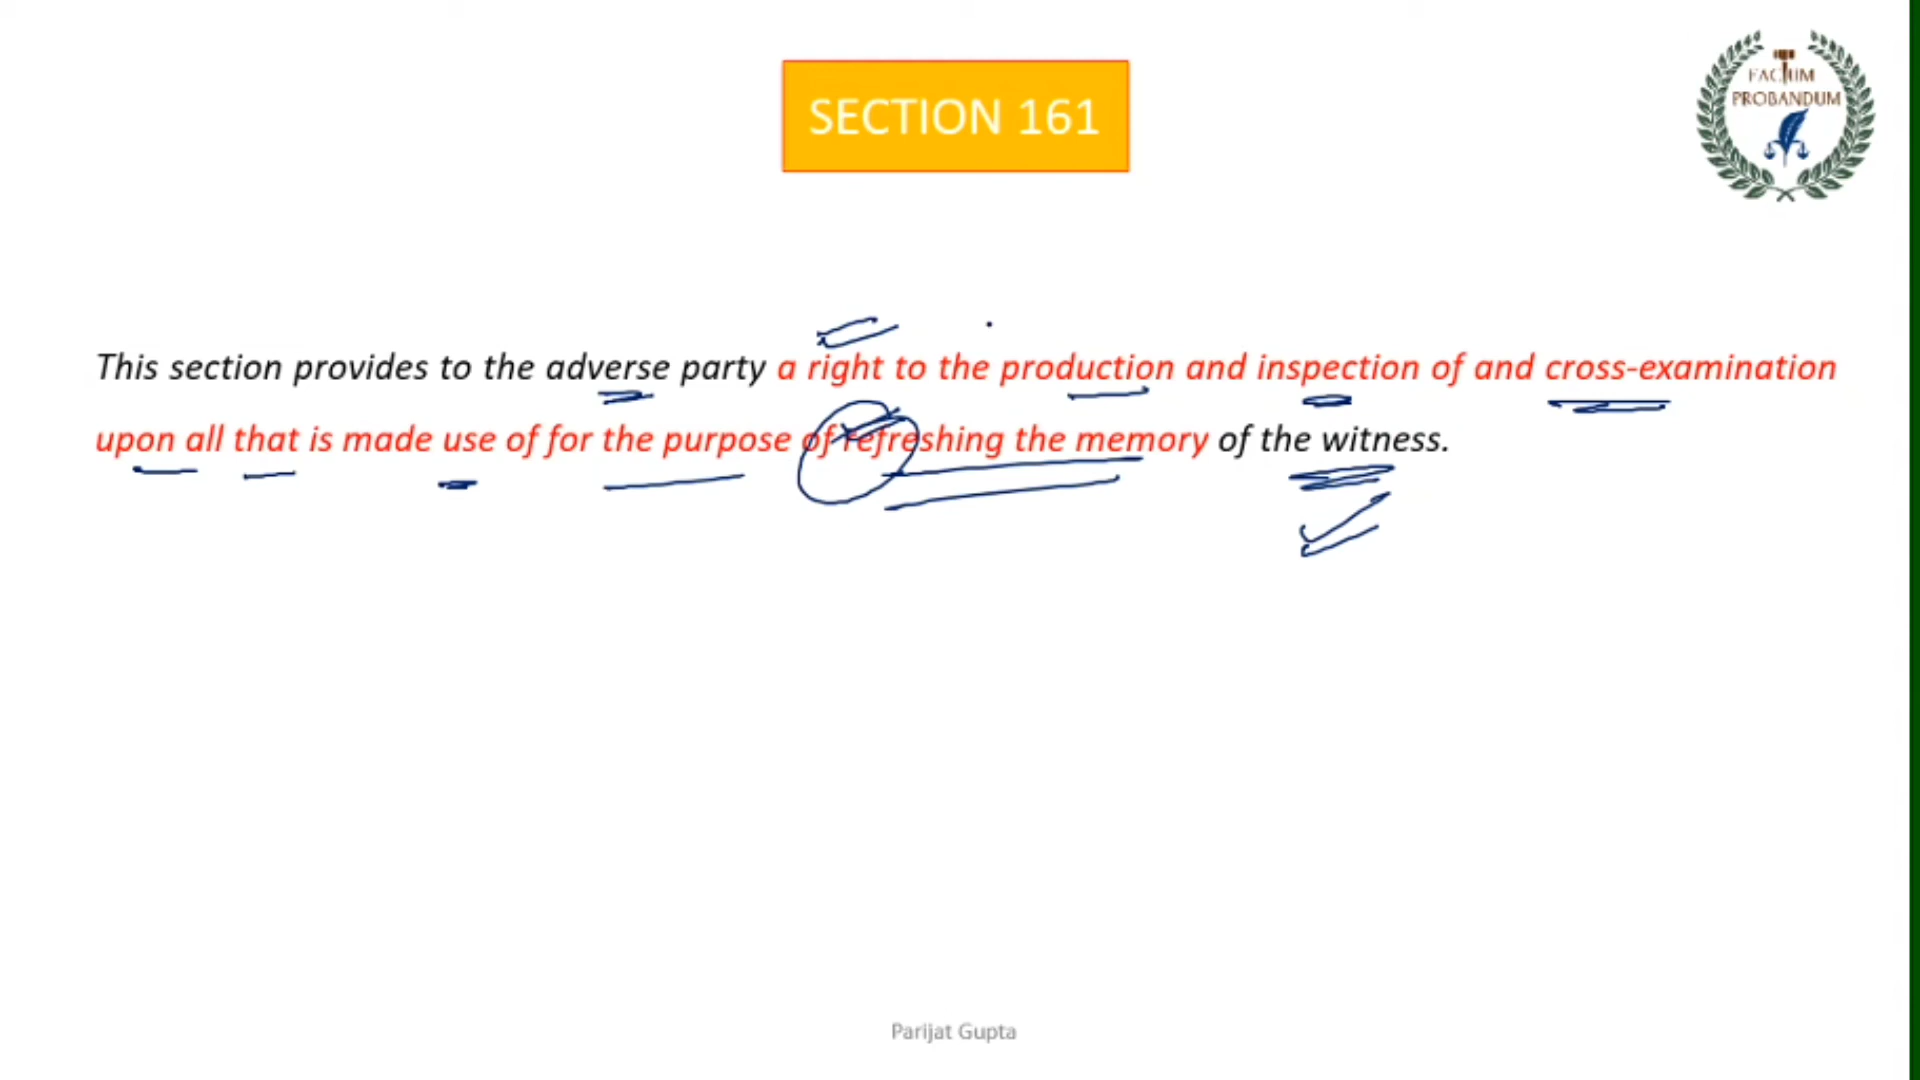 SECTION 161
FACTUM
PROBANDUM
This section provides to the adverse party a right to the production and inspection of and cross-examination
upon all that is made use of for the purpose of refreshing the memory of the witness.
Parijat Gupta